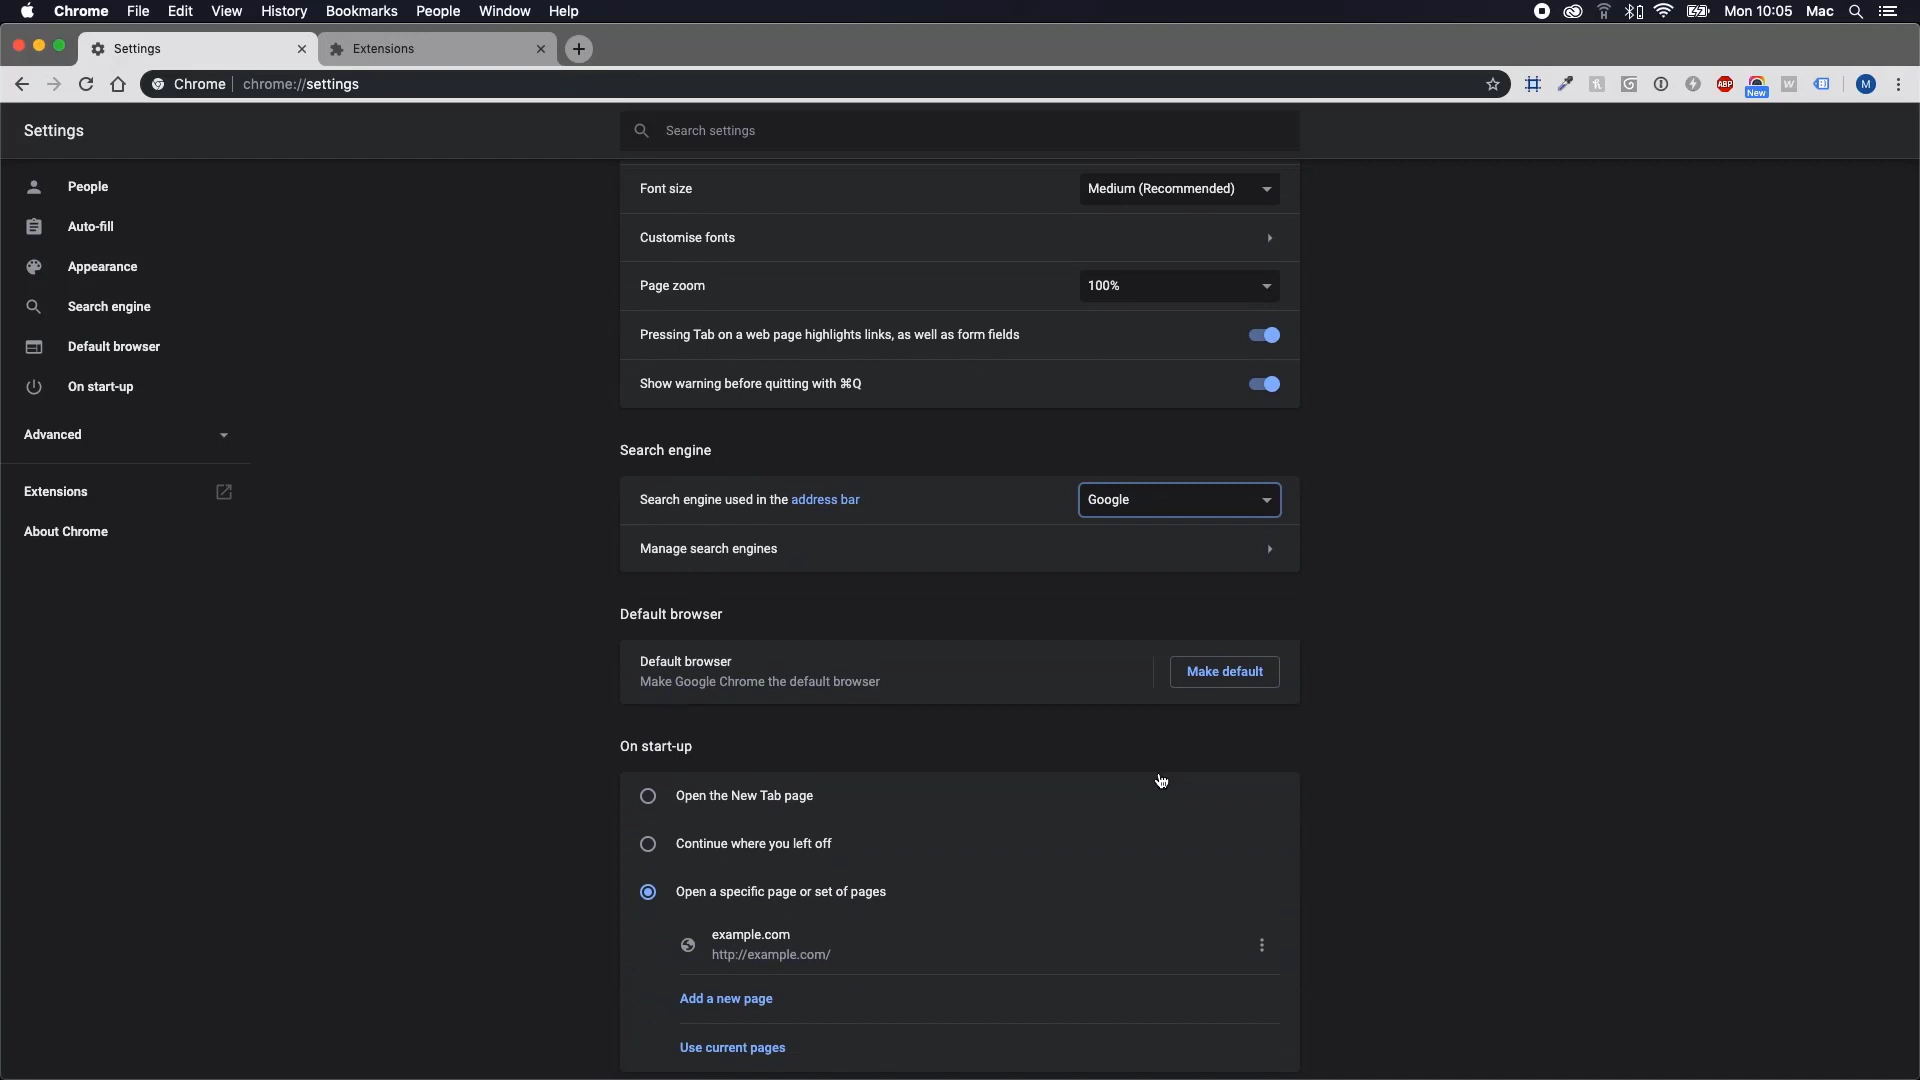 Chrome File Edit View History Bookmarks People Window Help Mon 10:05 Mac
Settings Extensions
Chrome chrome://settings ABP New W M
Settings Search settings
People
Auto-fill
Appearance
Search engine
Default browser
On start-up
Advanced
Extensions
About Chrome
Font size Medium (Recommended)
Customise fonts
Page zoom 100%
Pressing Tab on a web page highlights links, as well as form fields
Show warning before quitting with ⌘Q
Search engine
Search engine used in the address bar Google
Manage search engines
Default browser
Default browser
Make Google Chrome the default browser
Make default
On start-up
Open the New Tab page
Continue where you left off
Open a specific page or set of pages
example.com
http://example.com/
Add a new page
Use current pages